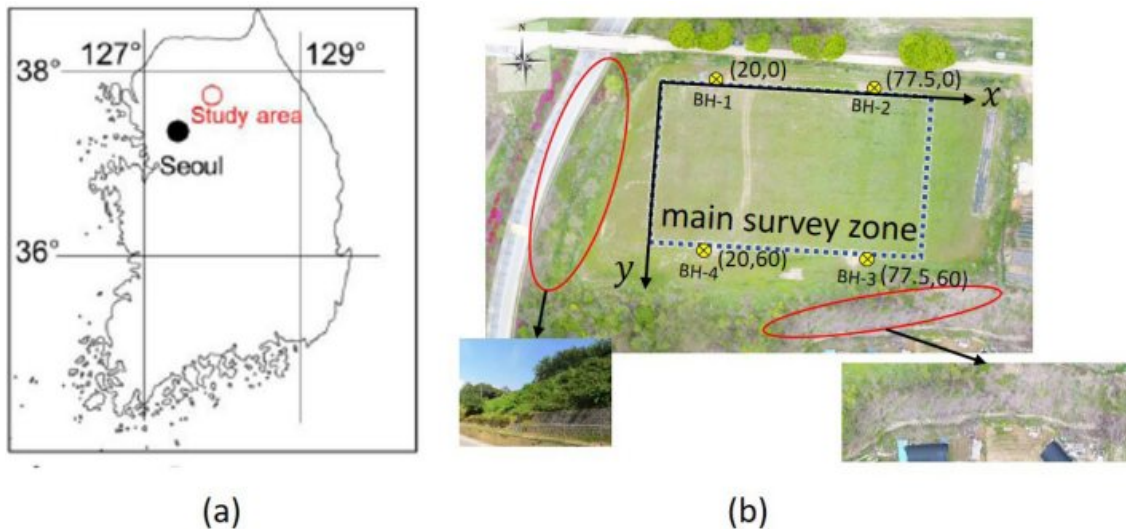 127°
129°
38°
Study area
Seoul
36°
(a)
N
(20,0)
(77.5,0)
x
BH-1
BH-2
main survey zone
(20,60)
(77.5,60)
y
BH-4
BH-3
(b)